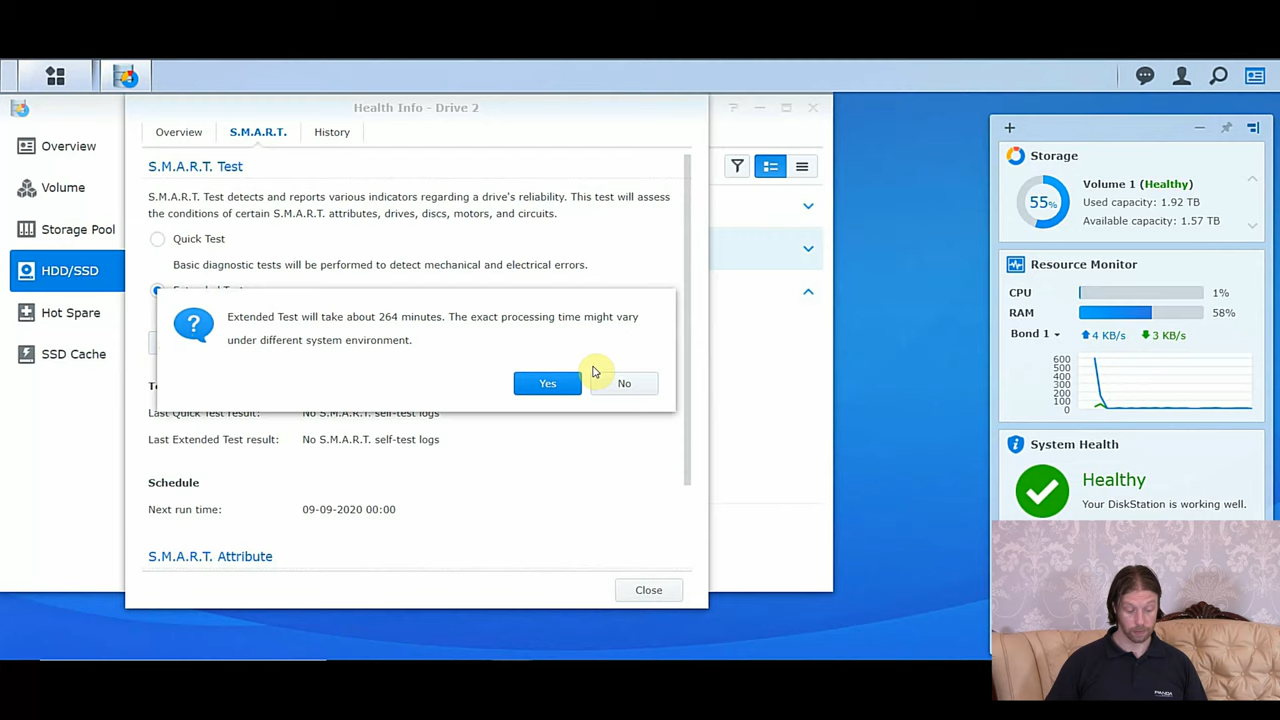 Health Info - Drive 2
Overview
S.M.A.R.T.
History
Overview
Volume
Storage Pool
HDD/SSD
Hot Spare
SSD Cache
S.M.A.R.T. Test
S.M.A.R.T. Test detects and reports various indicators regarding a drive's reliability. This test will assess
the conditions of certain S.M.A.R.T. attributes, drives, discs, motors, and circuits.
Quick Test
Basic diagnostic tests will be performed to detect mechanical and electrical errors.
Extended Test will take about 264 minutes. The exact processing time might vary
under different system environment.
Yes
No
Last Quick Test result: No S.M.A.R.T. self-test logs
Last Extended Test result: No S.M.A.R.T. self-test logs
Schedule
Next run time: 09-09-2020 00:00
S.M.A.R.T. Attribute
Close
Storage
55%
Volume 1 (Healthy)
Used capacity: 1.92 TB
Available capacity: 1.57 TB
Resource Monitor
CPU 1%
RAM 58%
Bond 1 4 KB/s 3 KB/s
600
500
400
300
200
100
0
System Health
Healthy
Your DiskStation is working well.
PANDA